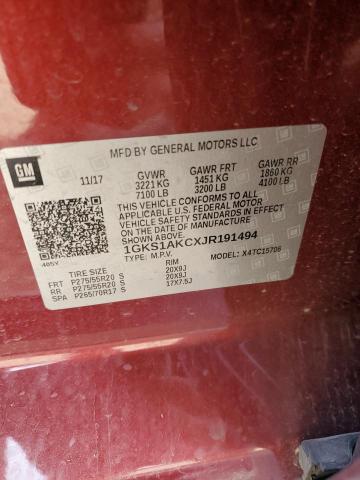 GM
MFD BY GENERAL MOTORS LLC
11/17 GVWR GAWR FRT GAWR RR
3221 KG 1451 KG 1860 KG
7100 LB 3200 LB 4100 LB
THIS VEHICLE CONFORMS TO ALL APPLICABLE U.S. FEDERAL MOTOR VEHICLE SAFETY STANDARDS IN EFFECT ON THE DATE OF MANUFACTURE SHOWN ABOVE.
1GKS1AKCXJR191494
TYPE: M.P.V. MODEL: X4TC15706
TIRE SIZE RIM
FRT P275/55R20 S 20X9J
RR P275/55R20 S 20X9J
SPA P265/70R17 S 17X7.5J